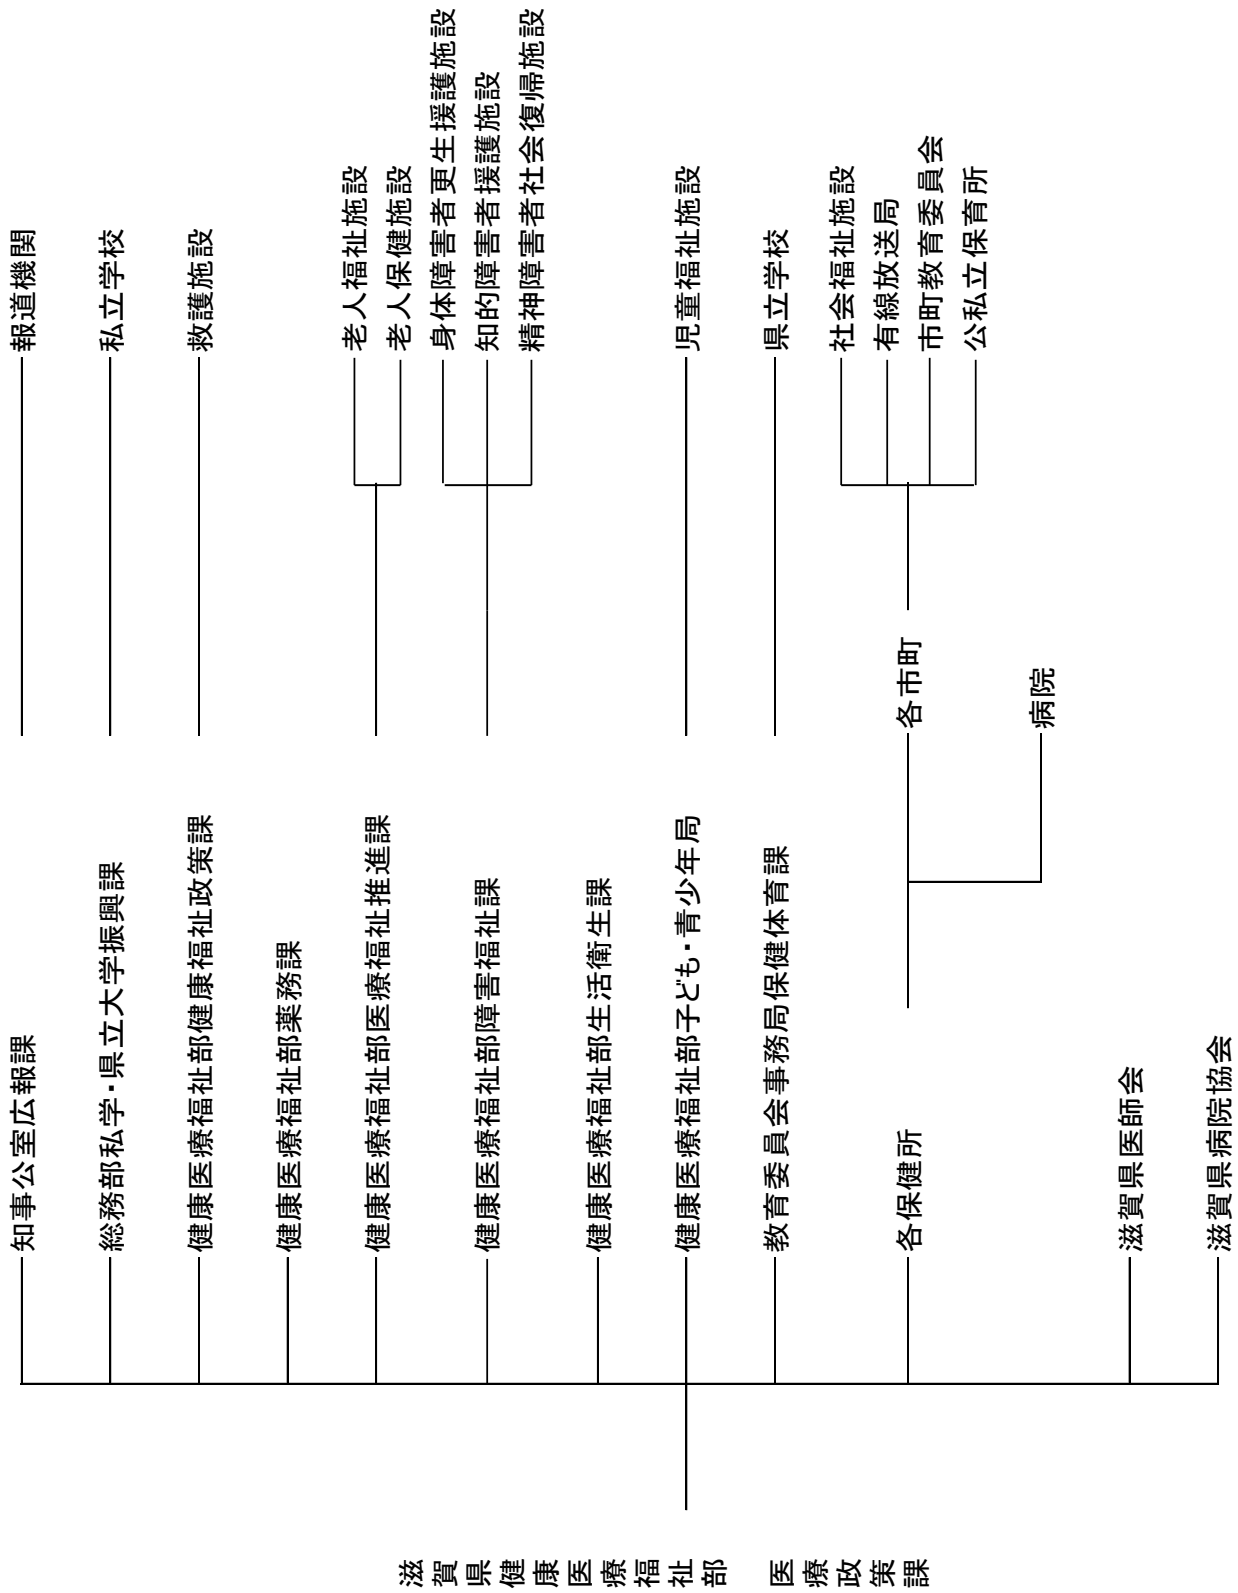 滋賀県健康医療福祉部　医療政策課
知事公室広報課
報道機関
総務部私学・県立大学振興課
私立学校
健康医療福祉部健康福祉政策課
救護施設
健康医療福祉部薬務課
健康医療福祉部医療福祉推進課
老人福祉施設
老人保健施設
健康医療福祉部障害福祉課
身体障害者更生援護施設
知的障害者援護施設
精神障害者社会復帰施設
健康医療福祉部生活衛生課
健康医療福祉部子ども・青少年局
児童福祉施設
教育委員会事務局保健体育課
県立学校
各保健所
各市町
社会福祉施設
有線放送局
市町教育委員会
公私立保育所
病院
滋賀県医師会
滋賀県病院協会